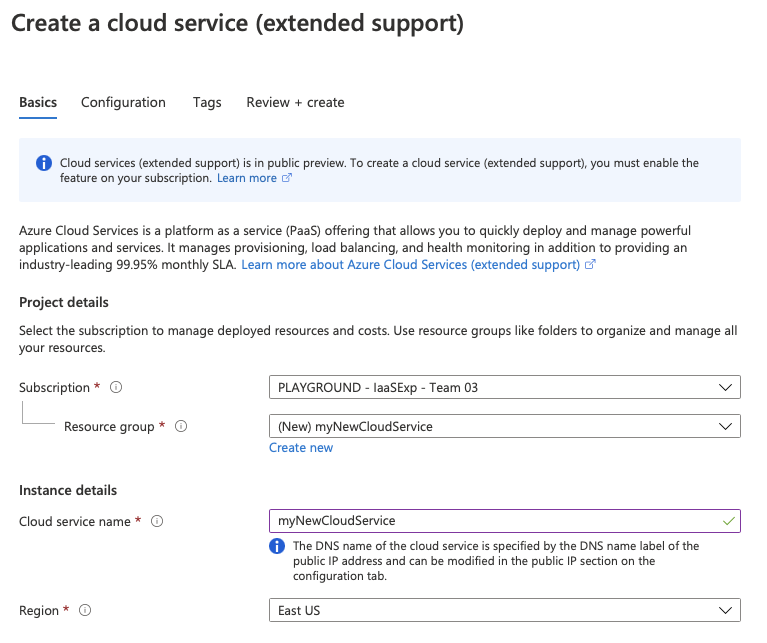 Create a cloud service (extended support)
Basics Configuration Tags Review + create
Cloud services (extended support) is in public preview. To create a cloud service (extended support), you must enable the
feature on your subscription. Learn more
Azure Cloud Services is a platform as a service (PaaS) offering that allows you to quickly deploy and manage powerful
applications and services. It manages provisioning, load balancing, and health monitoring in addition to providing an
industry-leading 99.95% monthly SLA. Learn more about Azure Cloud Services (extended support)
Project details
Select the subscription to manage deployed resources and costs. Use resource groups like folders to organize and manage all
your resources.
Subscription * PLAYGROUND - IaaSExp - Team 03
Resource group * (New) myNewCloudService
Create new
Instance details
Cloud service name * myNewCloudService
The DNS name of the cloud service is specified by the DNS name label of the
public IP address and can be modified in the public IP section on the
configuration tab.
Region * East US